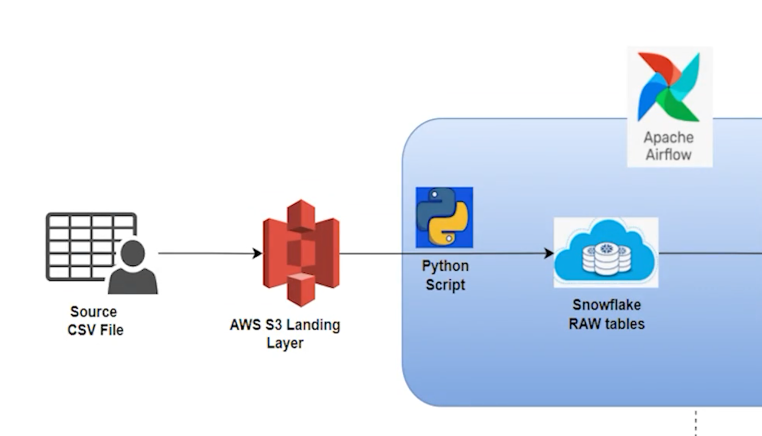 Apache
Airflow
Python
Script
Source
CSV File
AWS S3 Landing
Layer
Snowflake
RAW tables